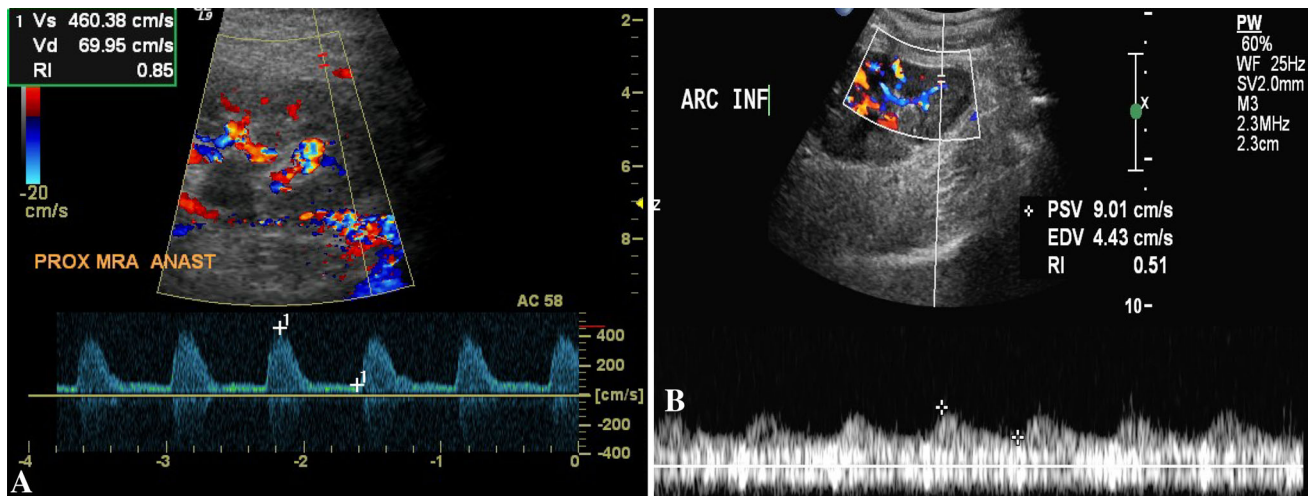 1 Vs 460.38 cm/s
Vd 69.95 cm/s
RI 0.85
L9
2
4
6
8
-20
cm/s
PROX MRA ANAST
AC 58
1
1
400
200
[cm/s]
-200
-400
-4
-3
-2
-1
0
A
ARC INF
X
Z
PW
60%
WF 25Hz
SV2.0mm
M3
2.3MHz
2.3cm
PSV 9.01 cm/s
EDV 4.43 cm/s
RI 0.51
10
B